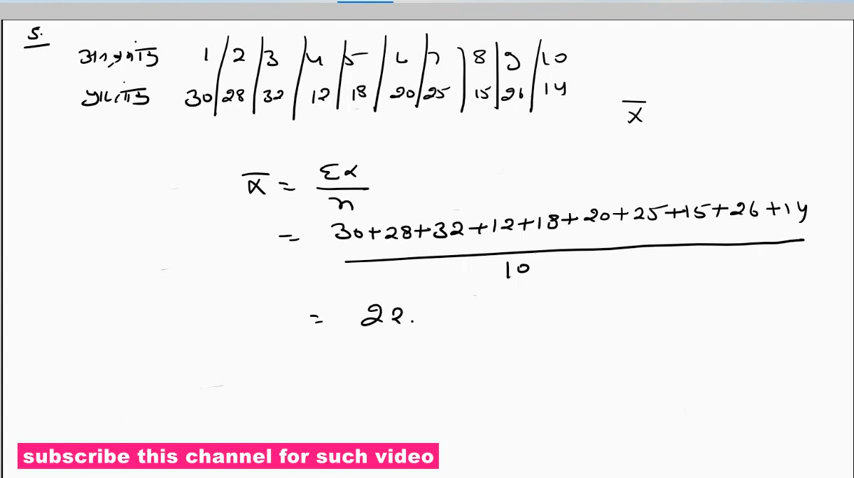 5.
अनुक्रमांक 1 2 3 4 5 6 7 8 9 10
प्राप्तांक 30 28 32 12 18 20 25 15 26 14
x̄
x̄ = Σx/n
= 30+28+32+12+18+20+25+15+26+14
10
= 22.
subscribe this channel for such video